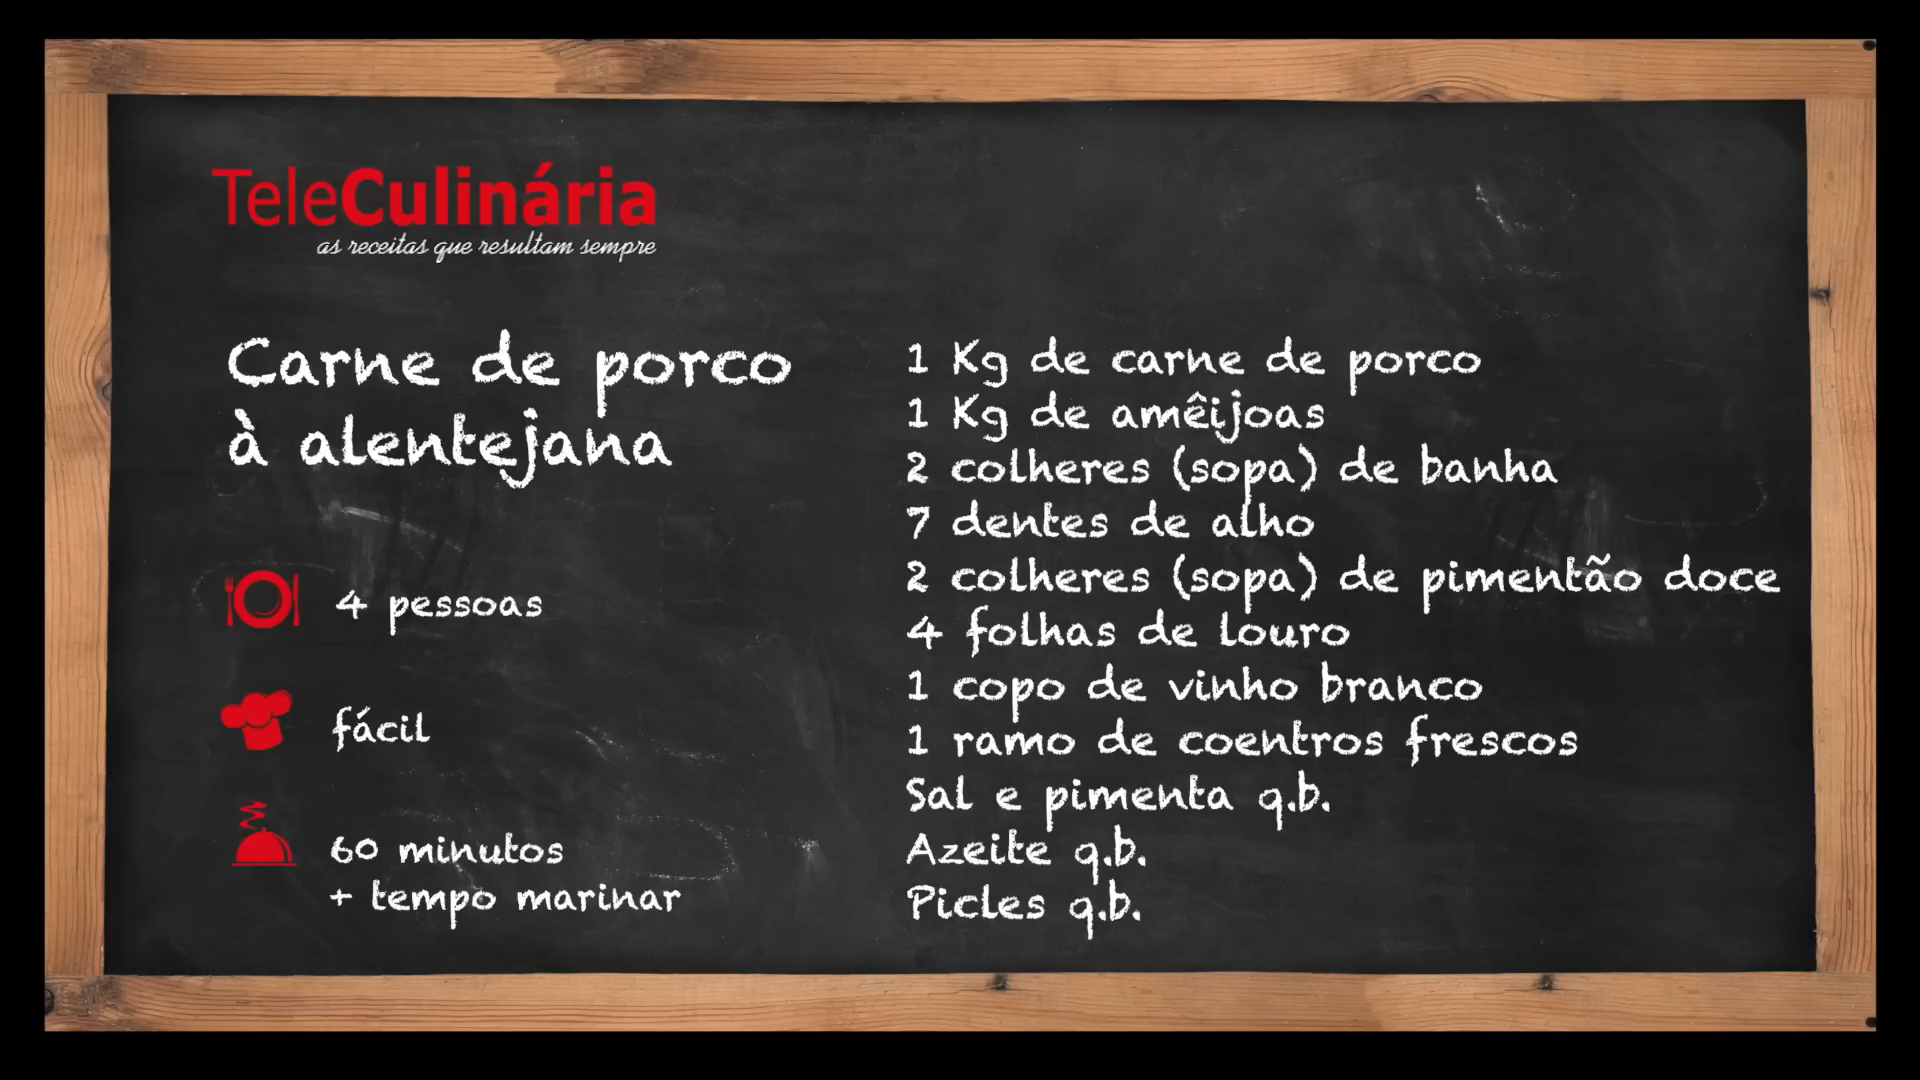 TeleCulinária
as receitas que resultam sempre
Carne de porco
à alentejana
4 pessoas
fácil
60 minutos
+ tempo marinar
1 Kg de carne de porco
1 Kg de amêijoas
2 colheres (sopa) de banha
7 dentes de alho
2 colheres (sopa) de pimentão doce
4 folhas de louro
1 copo de vinho branco
1 ramo de coentros frescos
Sal e pimenta q.b.
Azeite q.b.
Picles q.b.